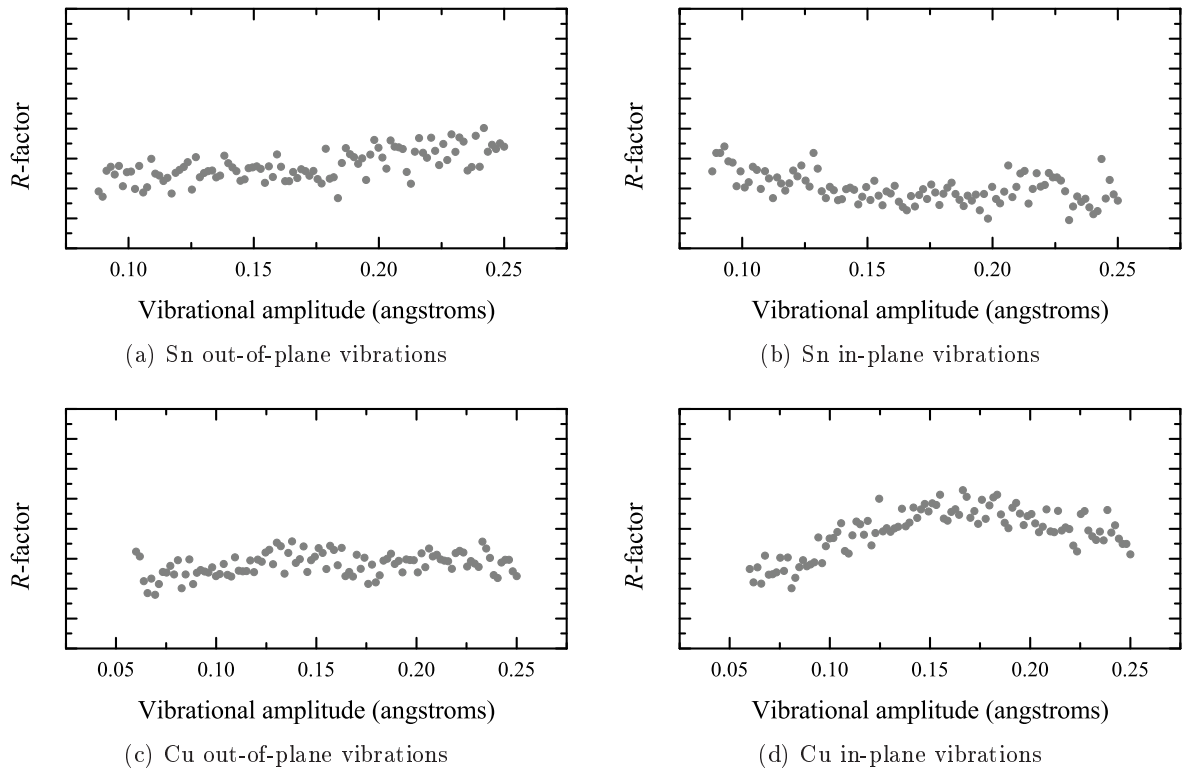 R-factor
0.10 0.15 0.20 0.25
Vibrational amplitude (angstroms)
(a) Sn out-of-plane vibrations
R-factor
0.10 0.15 0.20 0.25
Vibrational amplitude (angstroms)
(b) Sn in-plane vibrations
R-factor
0.05 0.10 0.15 0.20 0.25
Vibrational amplitude (angstroms)
(c) Cu out-of-plane vibrations
R-factor
0.05 0.10 0.15 0.20 0.25
Vibrational amplitude (angstroms)
(d) Cu in-plane vibrations